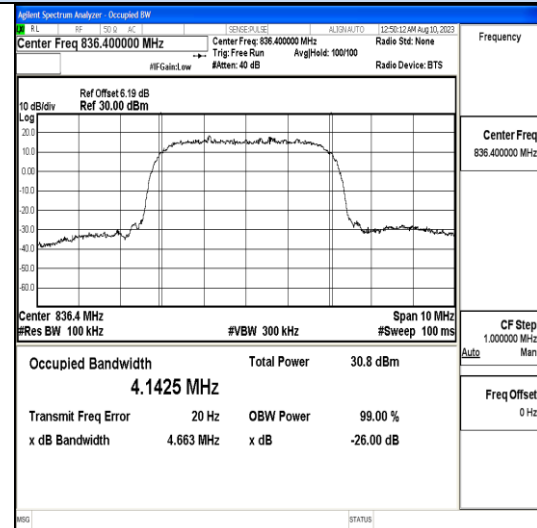 Agilent Spectrum Analyzer - Occupied BW
RL RF 50 Ω AC SENSE:PULSE ALIGNAUTO 12:50:12 AM Aug 10, 2023
Center Freq 836.400000 MHz
Center Freq: 836.400000 MHz
Radio Std: None
Trig: Free Run Avg|Hold: 100/100
#IFGain:Low #Atten: 40 dB Radio Device: BTS
Ref Offset 6.19 dB
10 dB/div Ref 30.00 dBm
Log
20.0
10.0
0.00
-10.0
-20.0
-30.0
-40.0
-50.0
-60.0
Center 836.4 MHz Span 10 MHz
#Res BW 100 kHz #VBW 300 kHz #Sweep 100 ms
Occupied Bandwidth Total Power 30.8 dBm
4.1425 MHz
Transmit Freq Error 20 Hz OBW Power 99.00 %
x dB Bandwidth 4.663 MHz x dB -26.00 dB
MSG STATUS
Frequency
Center Freq
836.400000 MHz
CF Step
1.000000 MHz
Auto Man
Freq Offset
0 Hz